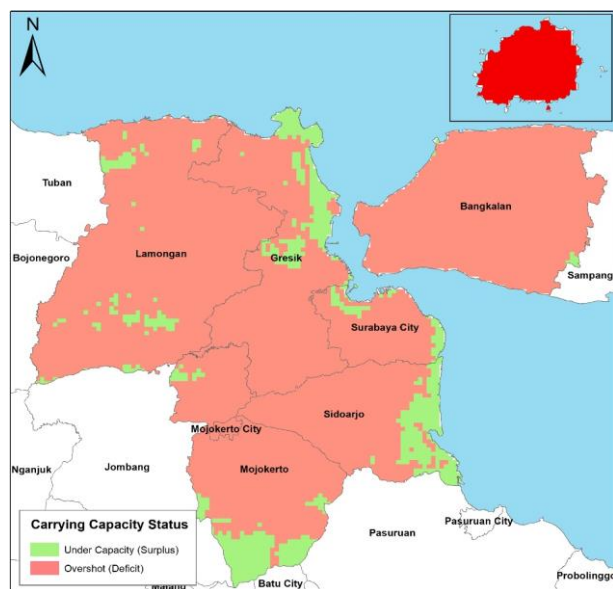 N
Tuban
Bangkalan
Bojonegoro
Lamongan
Gresik
Sampang
Surabaya City
Sidoarjo
Mojokerto City
Nganjuk
Jombang
Mojokerto
Carrying Capacity Status
Under Capacity (Surplus)
Overshot (Deficit)
Pasuruan
Pasuruan City
Batu City
Probolinggo